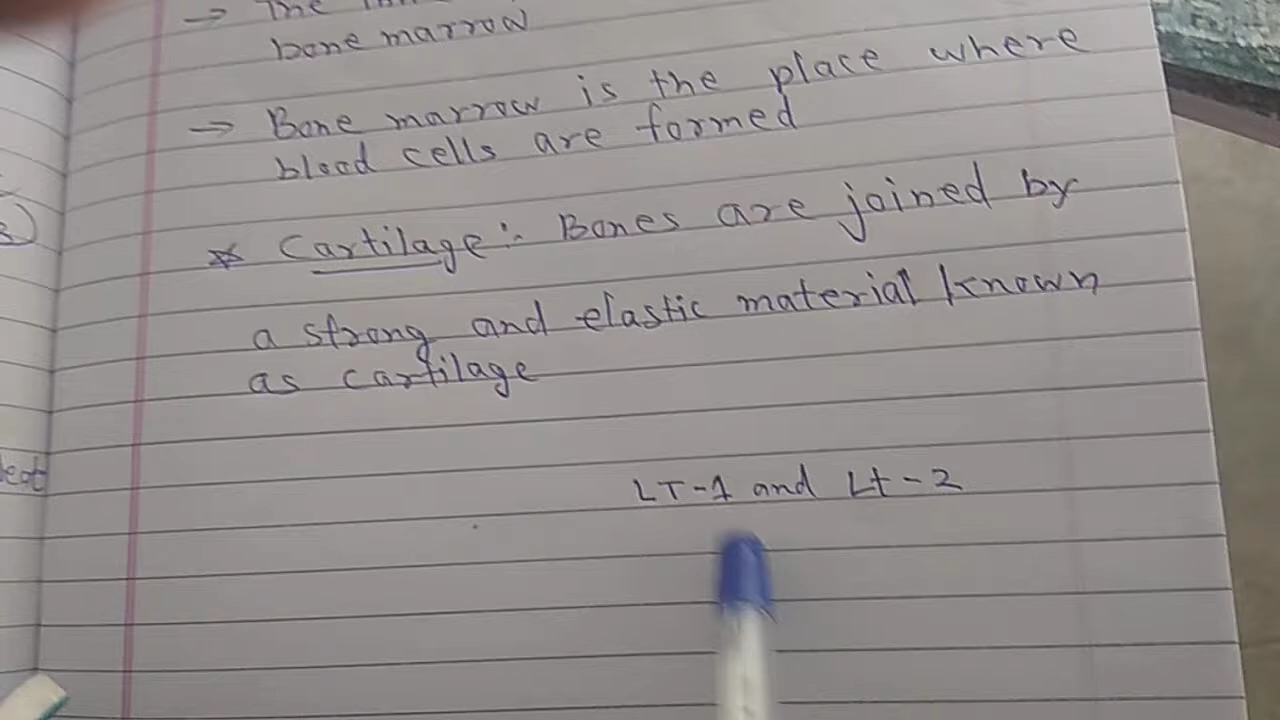 → The
bone marrow
→ Bone marrow is the place where
blood cells are formed
* Cartilage :- Bones are joined by
a strong and elastic material known
as cartilage
LT-1 and Lt-2